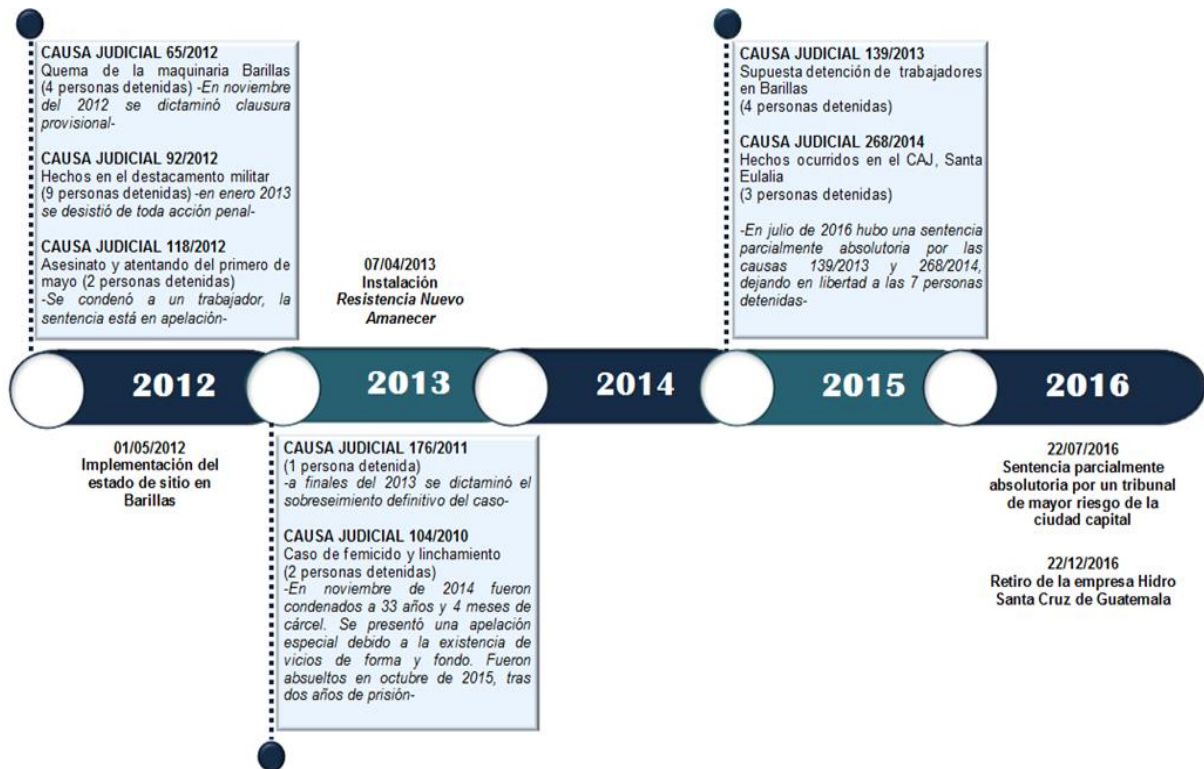 CAUSA JUDICIAL 65/2012
Quema de la maquinaria Barillas
(4 personas detenidas) -En noviembre
del 2012 se dictaminó clausura
provisional-
CAUSA JUDICIAL 92/2012
Hechos en el destacamento militar
(9 personas detenidas) -en enero 2013
se desistió de toda acción penal-
CAUSA JUDICIAL 118/2012
Asesinato y atentando del primero de
mayo (2 personas detenidas)
-Se condenó a un trabajador, la
sentencia está en apelación-
07/04/2013
Instalación
Resistencia Nuevo
Amanecer
CAUSA JUDICIAL 139/2013
Supuesta detención de trabajadores
en Barillas
(4 personas detenidas)
CAUSA JUDICIAL 268/2014
Hechos ocurridos en el CAJ, Santa
Eulalia
(3 personas detenidas)
-En julio de 2016 hubo una sentencia
parcialmente absolutoria por las
causas 139/2013 y 268/2014,
dejando en libertad a las 7 personas
detenidas-
2012
2013
2014
2015
2016
01/05/2012
Implementación del
estado de sitio en
Barillas
CAUSA JUDICIAL 176/2011
(1 persona detenida)
-a finales del 2013 se dictaminó el
sobreseimiento definitivo del caso-
CAUSA JUDICIAL 104/2010
Caso de femicido y linchamiento
(2 personas detenidas)
-En noviembre de 2014 fueron
condenados a 33 años y 4 meses de
cárcel. Se presentó una apelación
especial debido a la existencia de
vicios de forma y fondo. Fueron
absueltos en octubre de 2015, tras
dos años de prisión-
22/07/2016
Sentencia parcialmente
absolutoria por un tribunal
de mayor riesgo de la
ciudad capital
22/12/2016
Retiro de la empresa Hidro
Santa Cruz de Guatemala